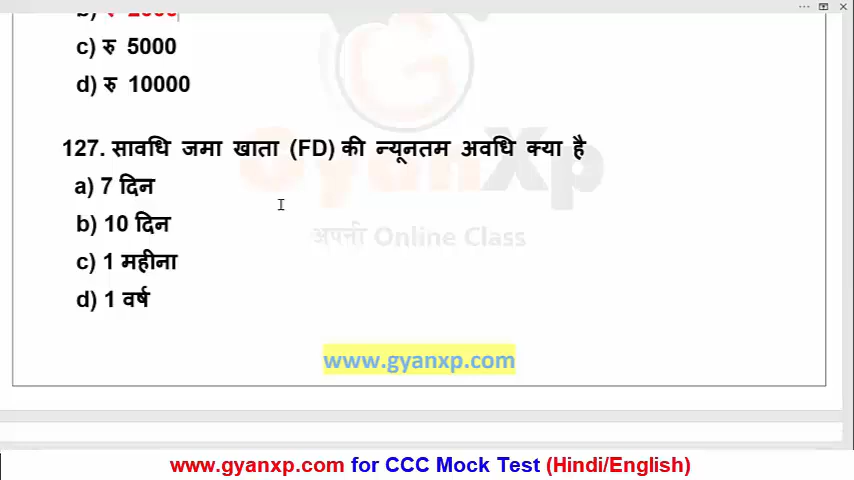 c) रु 5000
d) रु 10000
127. सावधि जमा खाता (FD) की न्यूनतम अवधि क्या है
a) 7 दिन
b) 10 दिन
c) 1 महीना
d) 1 वर्ष
GyanXp
अपनी Online Class
www.gyanxp.com
www.gyanxp.com for CCC Mock Test (Hindi/English)